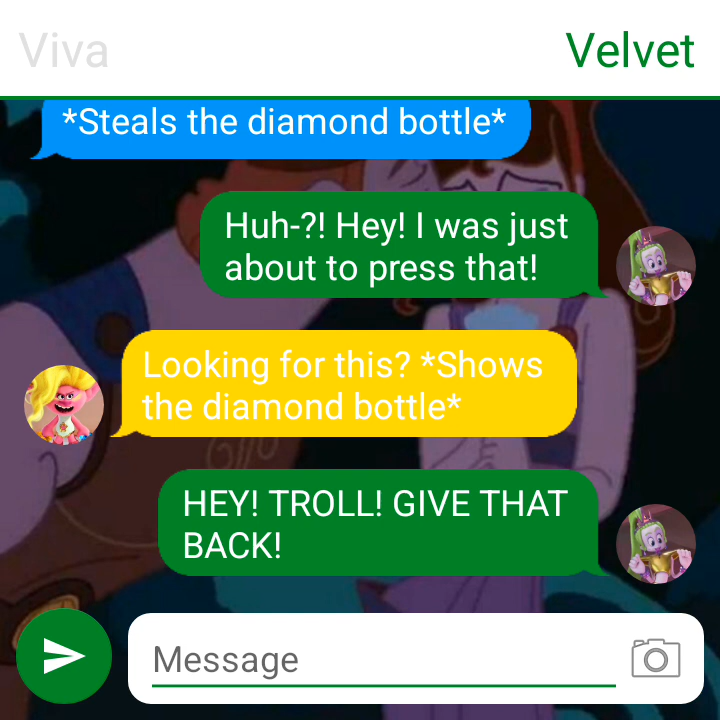 Viva
Velvet
*Steals the diamond bottle*
Huh-?! Hey! I was just
about to press that!
Looking for this? *Shows
the diamond bottle*
HEY! TROLL! GIVE THAT
BACK!
Message